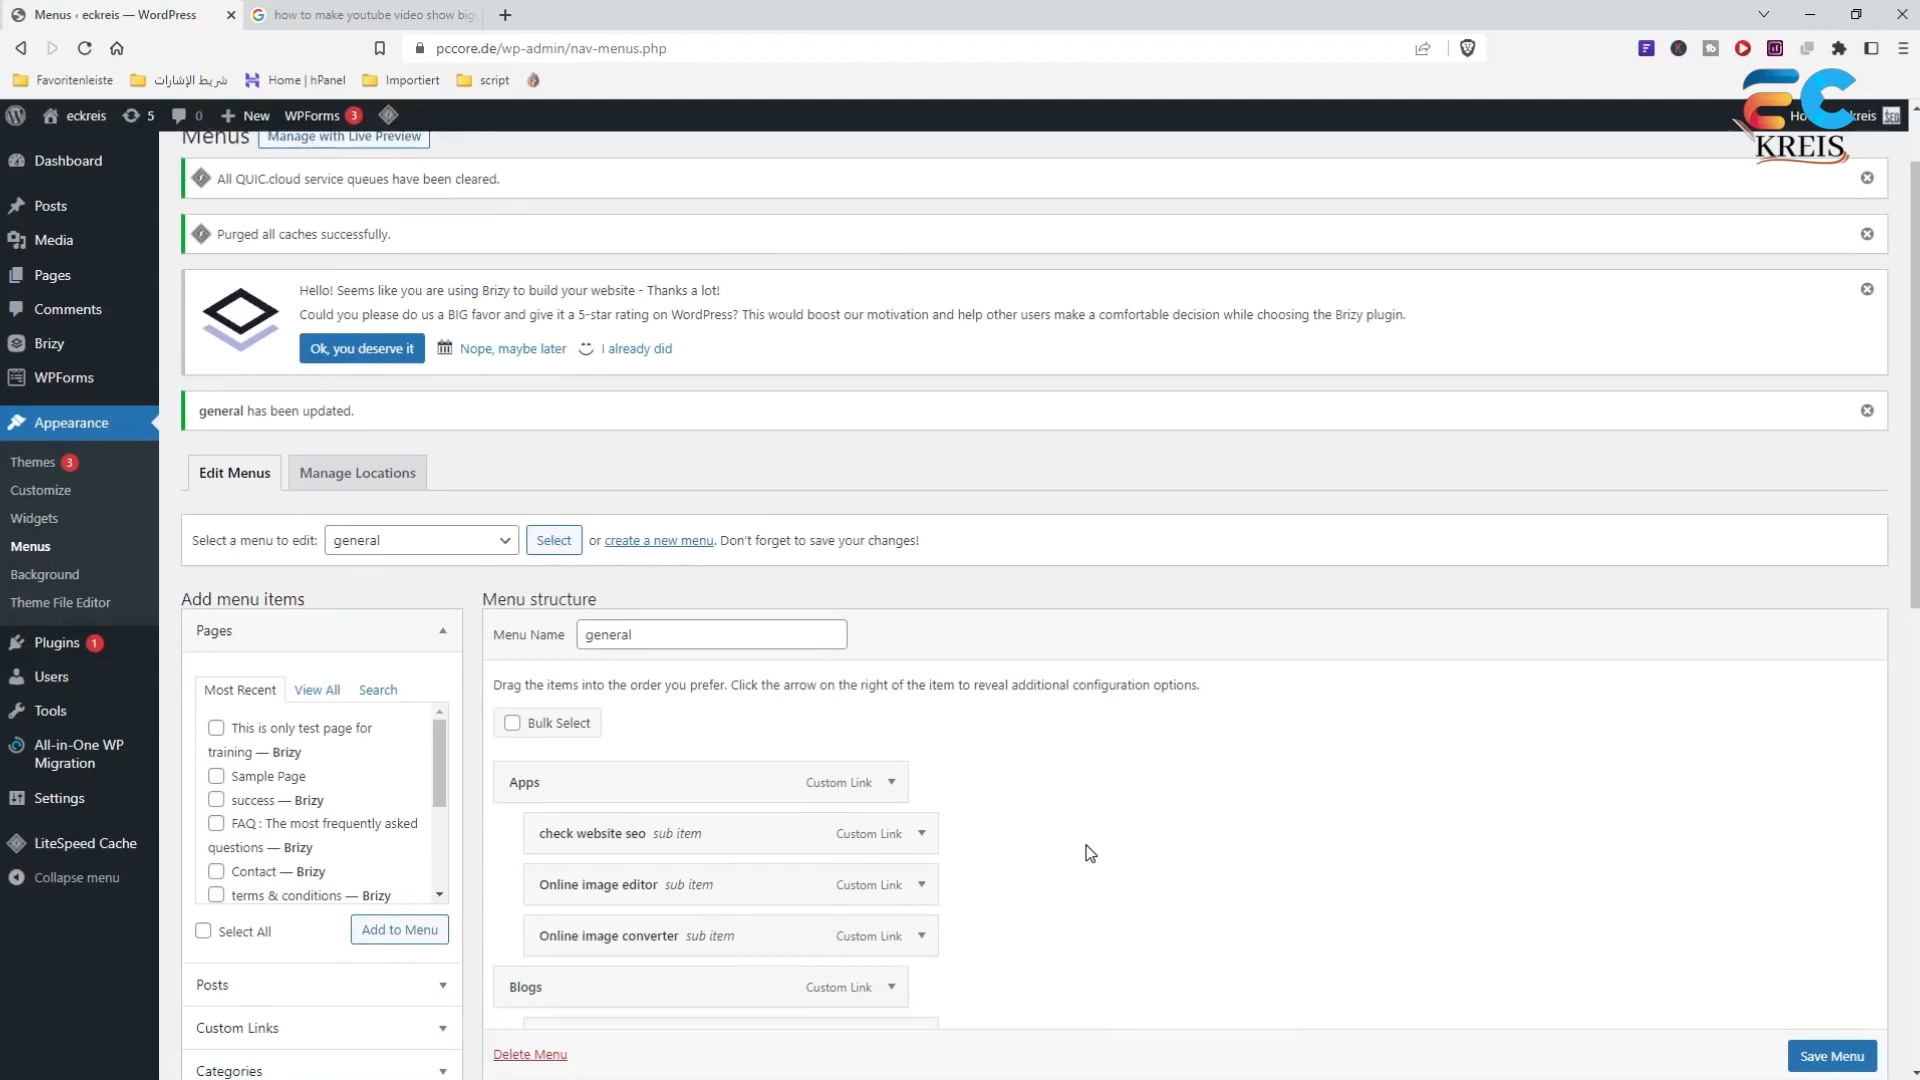 Menus ‹ eckreis — WordPress
how to make youtube video show big
pccore.de/wp-admin/nav-menus.php
Favoritenleiste
شريط الإشارات
Home | hPanel
Importiert
script
EC
KREIS
eckreis
5
0
New
WPForms 3
Menus
Manage with Live Preview
All QUIC.cloud service queues have been cleared.
Purged all caches successfully.
Hello! Seems like you are using Brizy to build your website - Thanks a lot!
Could you please do us a BIG favor and give it a 5-star rating on WordPress? This would boost our motivation and help other users make a comfortable decision while choosing the Brizy plugin.
Ok, you deserve it
Nope, maybe later
I already did
general has been updated.
Dashboard
Posts
Media
Pages
Comments
Brizy
WPForms
Appearance
Themes 3
Customize
Widgets
Menus
Background
Theme File Editor
Plugins 1
Users
Tools
All-in-One WP
Migration
Settings
LiteSpeed Cache
Collapse menu
Edit Menus
Manage Locations
Select a menu to edit:
general
Select
or create a new menu. Don’t forget to save your changes!
Add menu items
Pages
Most Recent
View All
Search
This is only test page for
training — Brizy
Sample Page
success — Brizy
FAQ : The most frequently asked
questions — Brizy
Contact — Brizy
terms & conditions — Brizy
Select All
Add to Menu
Posts
Custom Links
Categories
Menu structure
Menu Name
general
Drag the items into the order you prefer. Click the arrow on the right of the item to reveal additional configuration options.
Bulk Select
Apps
Custom Link
check website seo sub item
Custom Link
Online image editor sub item
Custom Link
Online image converter sub item
Custom Link
Blogs
Custom Link
Delete Menu
Save Menu